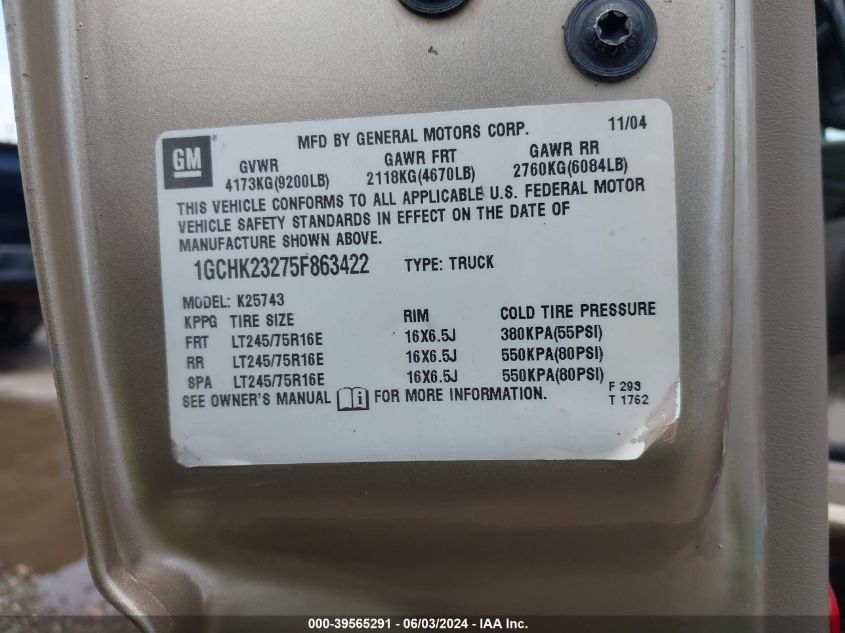 11/04
MFD BY GENERAL MOTORS CORP.
GM
GVWR GAWR FRT GAWR RR
4173KG(9200LB) 2118KG(4670LB) 2760KG(6084LB)
THIS VEHICLE CONFORMS TO ALL APPLICABLE U.S. FEDERAL MOTOR
VEHICLE SAFETY STANDARDS IN EFFECT ON THE DATE OF
MANUFACTURE SHOWN ABOVE.
1GCHK23275F863422 TYPE: TRUCK
MODEL: K25743
KPPG TIRE SIZE RIM COLD TIRE PRESSURE
FRT LT245/75R16E 16X6.5J 380KPA(55PSI)
RR LT245/75R16E 16X6.5J 550KPA(80PSI)
SPA LT245/75R16E 16X6.5J 550KPA(80PSI)
SEE OWNER'S MANUAL i FOR MORE INFORMATION.
F 293
T 1762
000-39565291 - 06/03/2024 - IAA Inc.